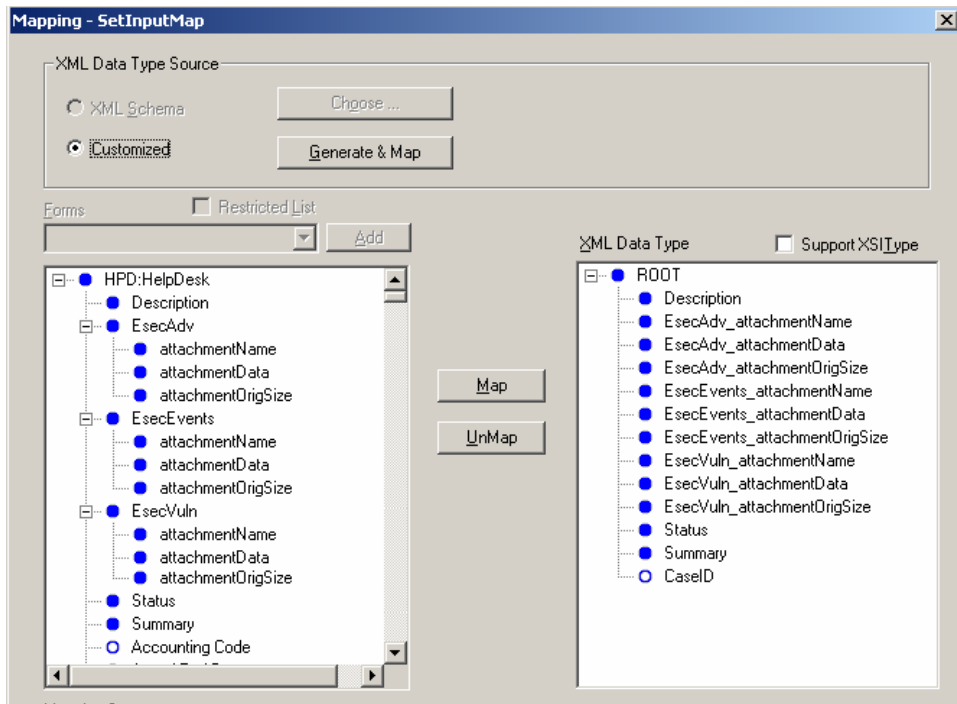 Mapping - SetInputMap
XML Data Type Source
XML Schema
Choose ...
Customized
Generate & Map
Forms
Restricted List
Add
XML Data Type
Support XSIType
HPD:HelpDesk
Description
EsecAdv
attachmentName
attachmentData
attachmentOrigSize
EsecEvents
attachmentName
attachmentData
attachmentOrigSize
EsecVuln
attachmentName
attachmentData
attachmentOrigSize
Status
Summary
Accounting Code
Map
UnMap
ROOT
Description
EsecAdv_attachmentName
EsecAdv_attachmentData
EsecAdv_attachmentOrigSize
EsecEvents_attachmentName
EsecEvents_attachmentData
EsecEvents_attachmentOrigSize
EsecVuln_attachmentName
EsecVuln_attachmentData
EsecVuln_attachmentOrigSize
Status
Summary
CaseID